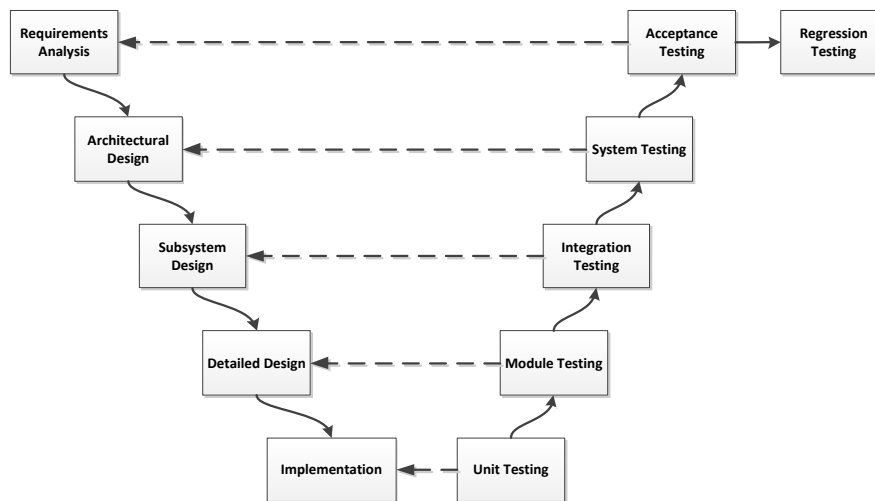 Requirements
Analysis
Acceptance
Testing
Regression
Testing
Architectural
Design
System Testing
Subsystem
Design
Integration
Testing
Detailed Design
Module Testing
Implementation
Unit Testing